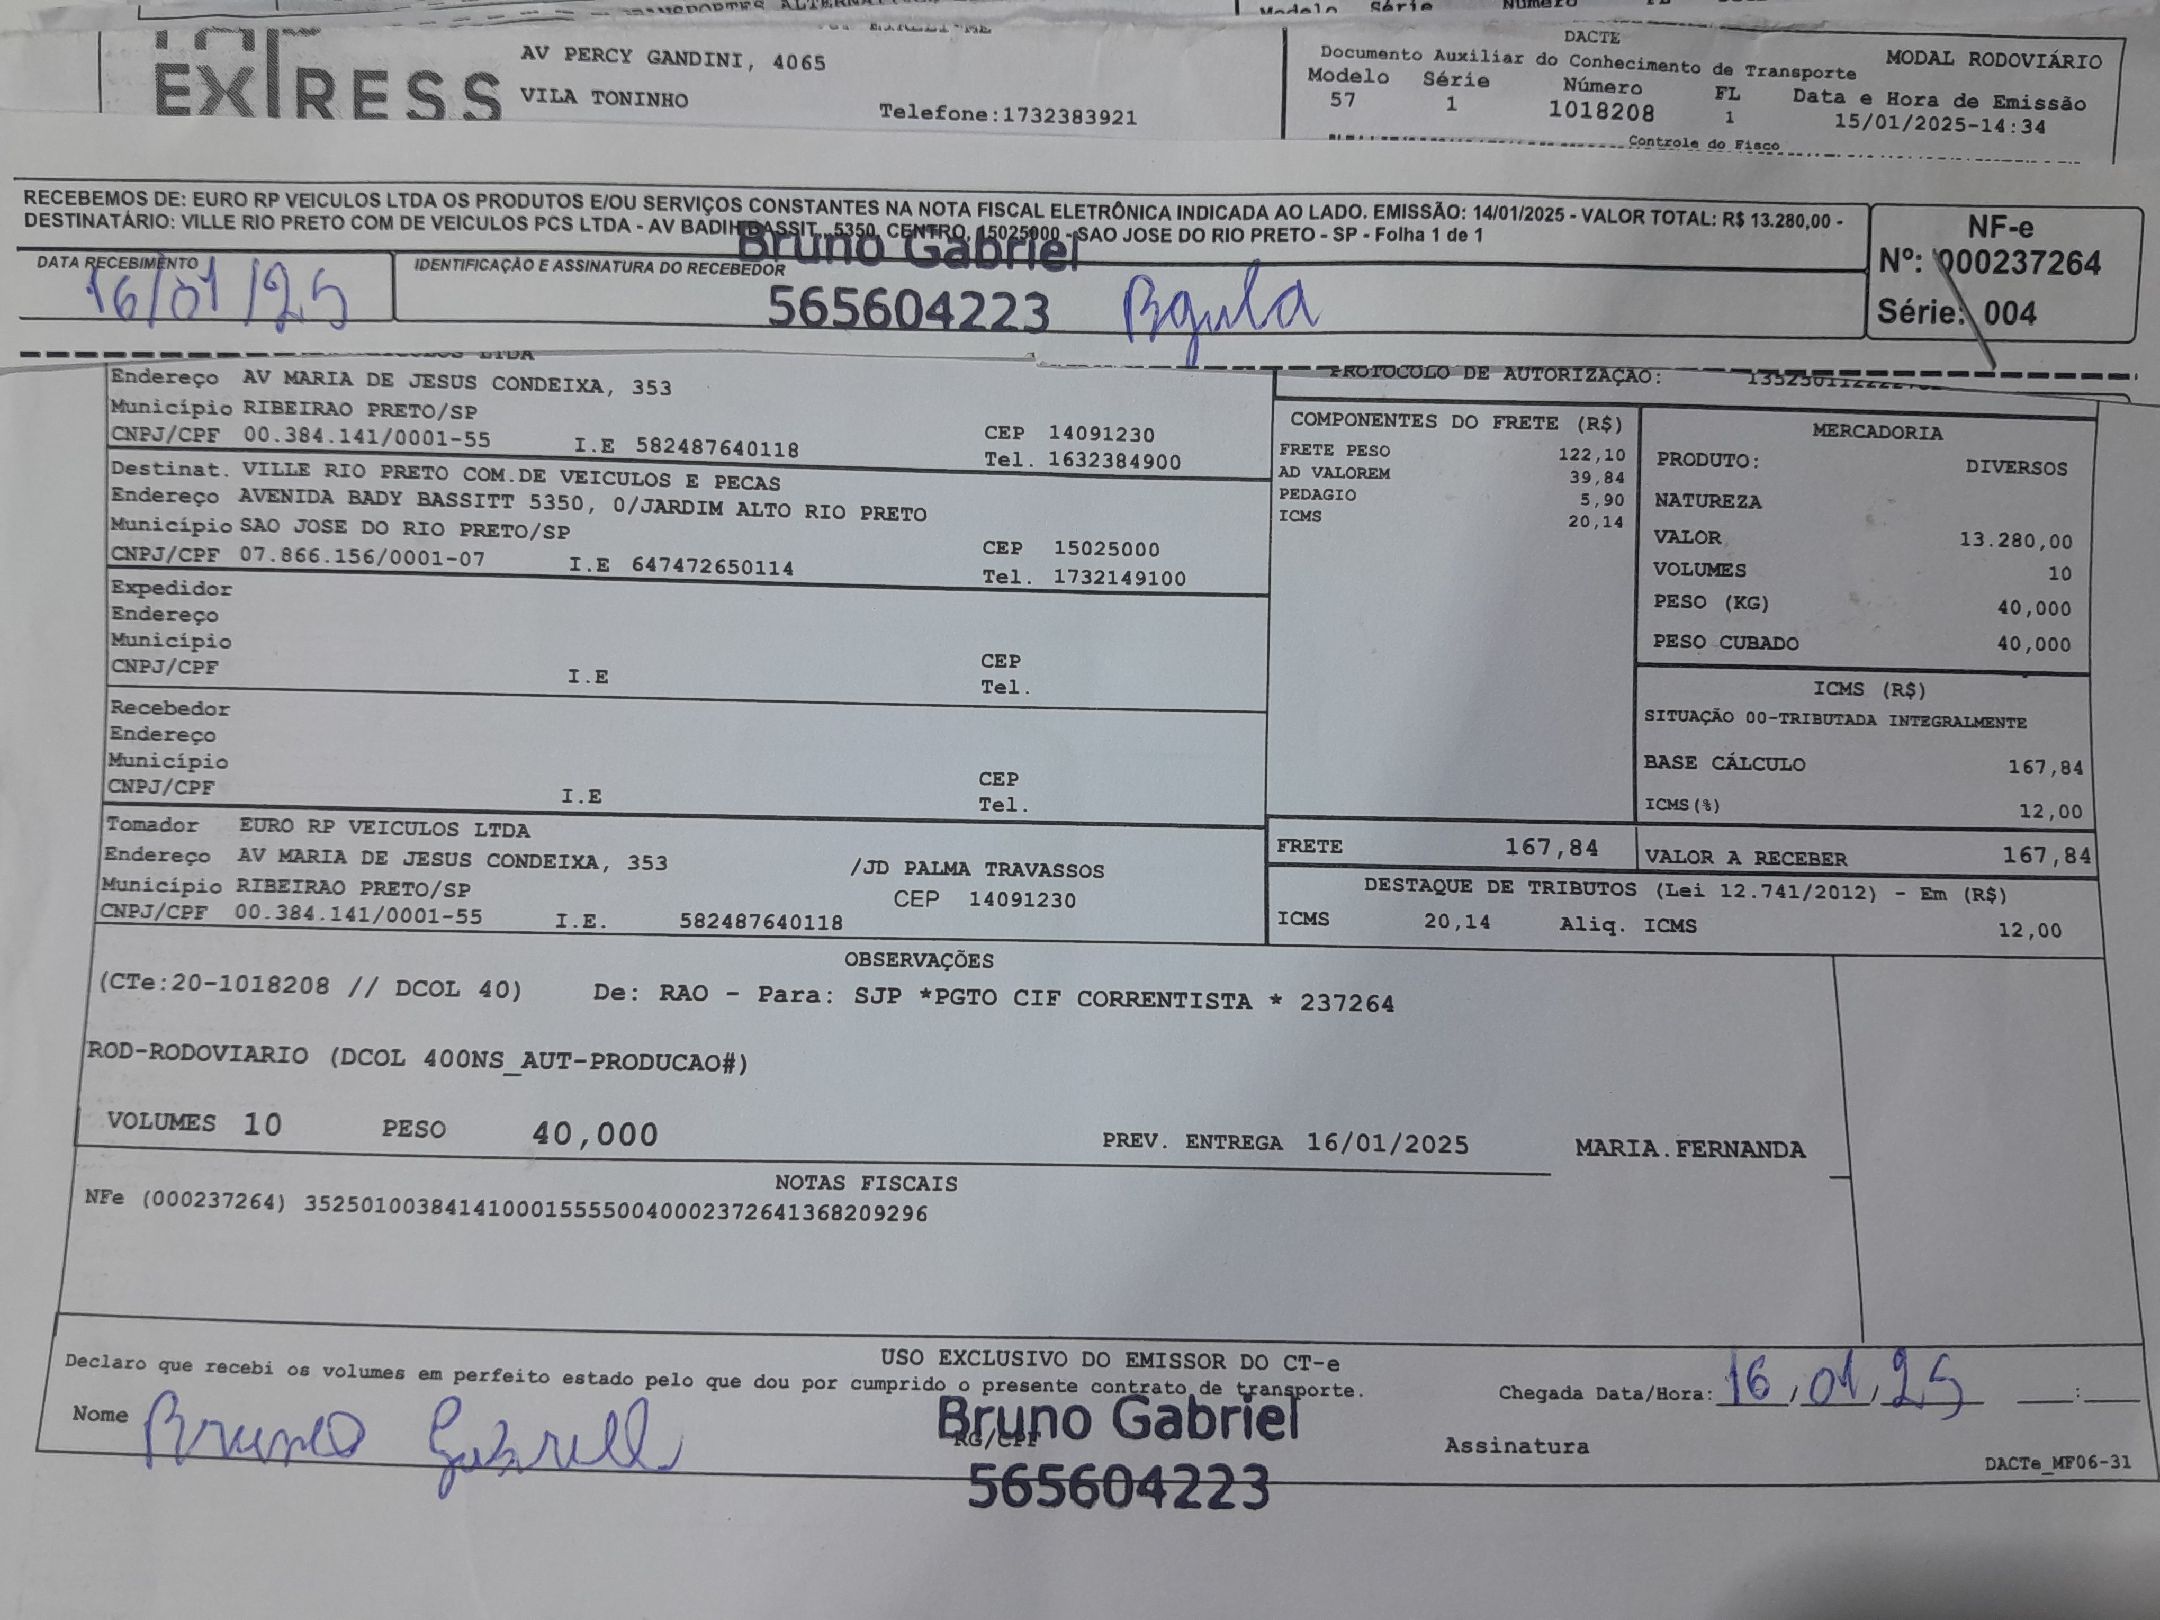 EXPRESS
AV PERCY GANDINI, 4065
VILA TONINHO
Telefone:1732383921
DACTE
Documento Auxiliar do Conhecimento de Transporte
MODAL RODOVIÁRIO
Modelo Série Número FL Data e Hora de Emissão
57 1 1018208 1 15/01/2025-14:34
Controle do Fisco
RECEBEMOS DE: EURO RP VEICULOS LTDA OS PRODUTOS E/OU SERVIÇOS CONSTANTES NA NOTA FISCAL ELETRÔNICA INDICADA AO LADO. EMISSÃO: 14/01/2025 - VALOR TOTAL: R$ 13.280,00 -
DESTINATÁRIO: VILLE RIO PRETO COM DE VEICULOS PCS LTDA - AV BADIH BASSIT, 5350, CENTRO, 15025000 - SAO JOSE DO RIO PRETO - SP - Folha 1 de 1
NF-e
Nº: 000237264
Série: 004
DATA RECEBIMENTO
16/01/25
IDENTIFICAÇÃO E ASSINATURA DO RECEBEDOR
Bruno Gabriel
565604223
Endereço AV MARIA DE JESUS CONDEIXA, 353
Município RIBEIRAO PRETO/SP
CNPJ/CPF 00.384.141/0001-55 I.E 582487640118
CEP 14091230
Tel. 1632384900
Destinat. VILLE RIO PRETO COM.DE VEICULOS E PECAS
Endereço AVENIDA BADY BASSITT 5350, 0/JARDIM ALTO RIO PRETO
Município SAO JOSE DO RIO PRETO/SP
CNPJ/CPF 07.866.156/0001-07 I.E 647472650114
CEP 15025000
Tel. 1732149100
Expedidor
Endereço
Município
CNPJ/CPF I.E
CEP
Tel.
Recebedor
Endereço
Município
CNPJ/CPF I.E
CEP
Tel.
Tomador EURO RP VEICULOS LTDA
Endereço AV MARIA DE JESUS CONDEIXA, 353 /JD PALMA TRAVASSOS
Município RIBEIRAO PRETO/SP CEP 14091230
CNPJ/CPF 00.384.141/0001-55 I.E. 582487640118
PROTOCOLO DE AUTORIZAÇÃO:
COMPONENTES DO FRETE (R$)
FRETE PESO 122,10
AD VALOREM 39,84
PEDAGIO 5,90
ICMS 20,14
MERCADORIA
PRODUTO: DIVERSOS
NATUREZA
VALOR 13.280,00
VOLUMES 10
PESO (KG) 40,000
PESO CUBADO 40,000
ICMS (R$)
SITUAÇÃO 00-TRIBUTADA INTEGRALMENTE
BASE CÁLCULO 167,84
ICMS(%) 12,00
FRETE 167,84
VALOR A RECEBER 167,84
DESTAQUE DE TRIBUTOS (Lei 12.741/2012) - Em (R$)
ICMS 20,14 Aliq. ICMS 12,00
OBSERVAÇÕES
(CTe:20-1018208 // DCOL 40) De: RAO - Para: SJP *PGTO CIF CORRENTISTA * 237264
ROD-RODOVIARIO (DCOL 400NS_AUT-PRODUCAO#)
VOLUMES 10 PESO 40,000 PREV. ENTREGA 16/01/2025 MARIA.FERNANDA
NOTAS FISCAIS
NFe (000237264) 35250100384141000155550040002372641368209296
USO EXCLUSIVO DO EMISSOR DO CT-e
Declaro que recebi os volumes em perfeito estado pelo que dou por cumprido o presente contrato de transporte.
Chegada Data/Hora: 16/01/25 :
Nome Bruno Gabriell
Bruno Gabriel
RG/CPF
565604223
Assinatura
DACTe_MF06-31